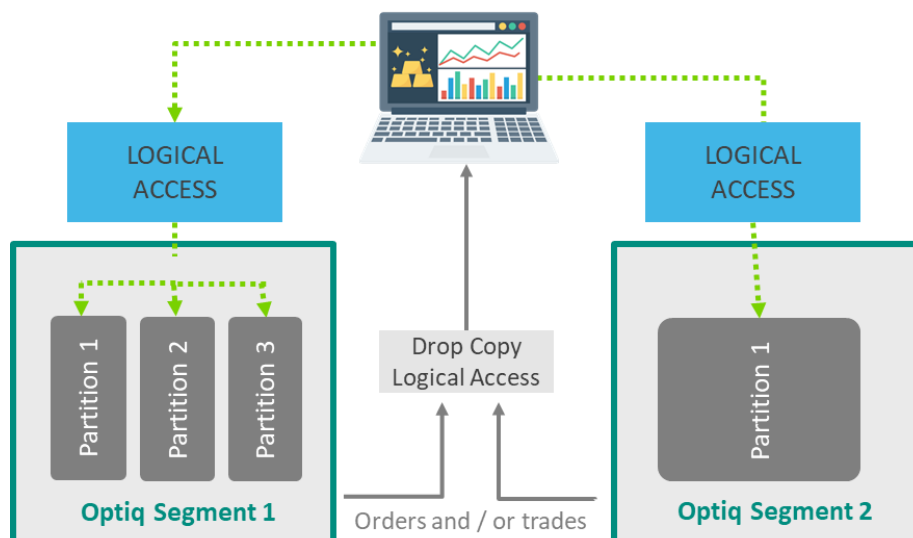 LOGICAL
ACCESS
LOGICAL
ACCESS
Partition 1
Partition 2
Partition 3
Drop Copy
Logical Access
Partition 1
Optiq Segment 1
Orders and / or trades
Optiq Segment 2